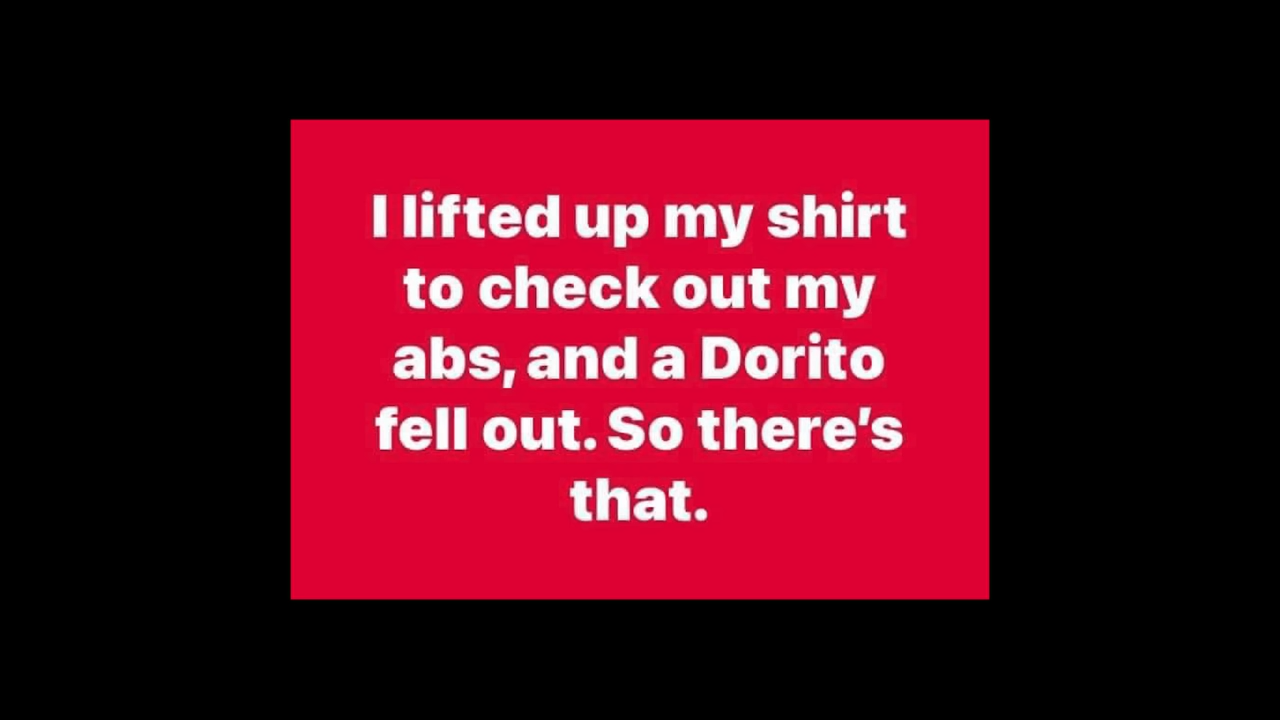 I lifted up my shirt
to check out my
abs, and a Dorito
fell out. So there’s
that.